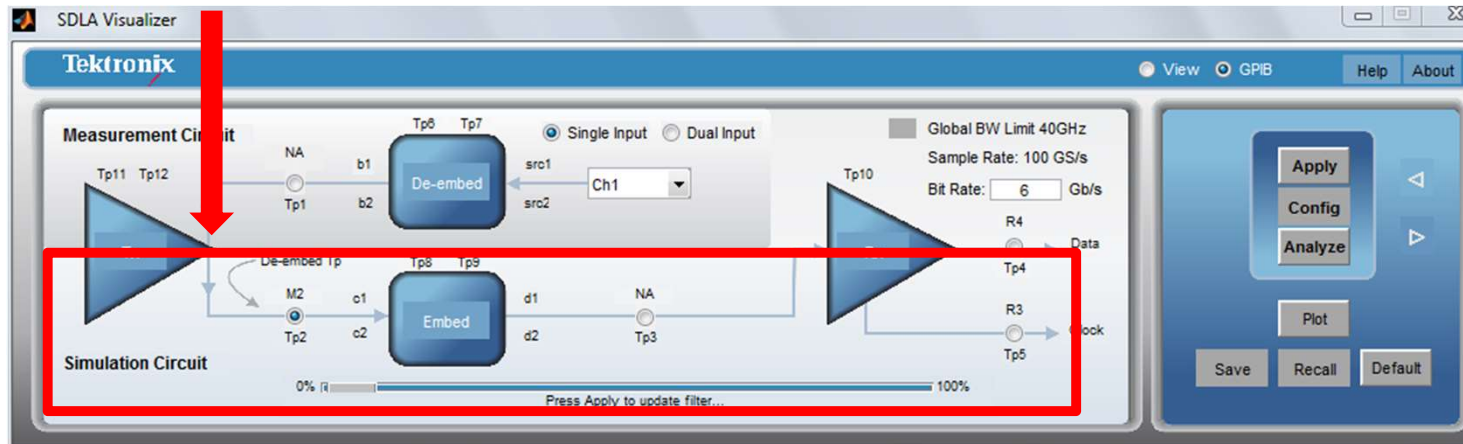 SDLA Visualizer
Tektronix
View GPIB Help About
Measurement Circuit
Tp6 Tp7
Single Input Dual Input
Global BW Limit 40GHz
Sample Rate: 100 GS/s
Bit Rate: 6 Gb/s
Tp11 Tp12
NA
Tp1
b1
b2
De-embed
src1
src2
Ch1
Tp10
R4
Data
Tp4
De-embed Tp
Tp8 Tp9
M2
Tp2
c1
c2
Embed
d1
d2
NA
Tp3
R3
Tp5
Simulation Circuit
0% 100%
Press Apply to update filter...
Apply
Config
Analyze
Plot
Save Recall Default